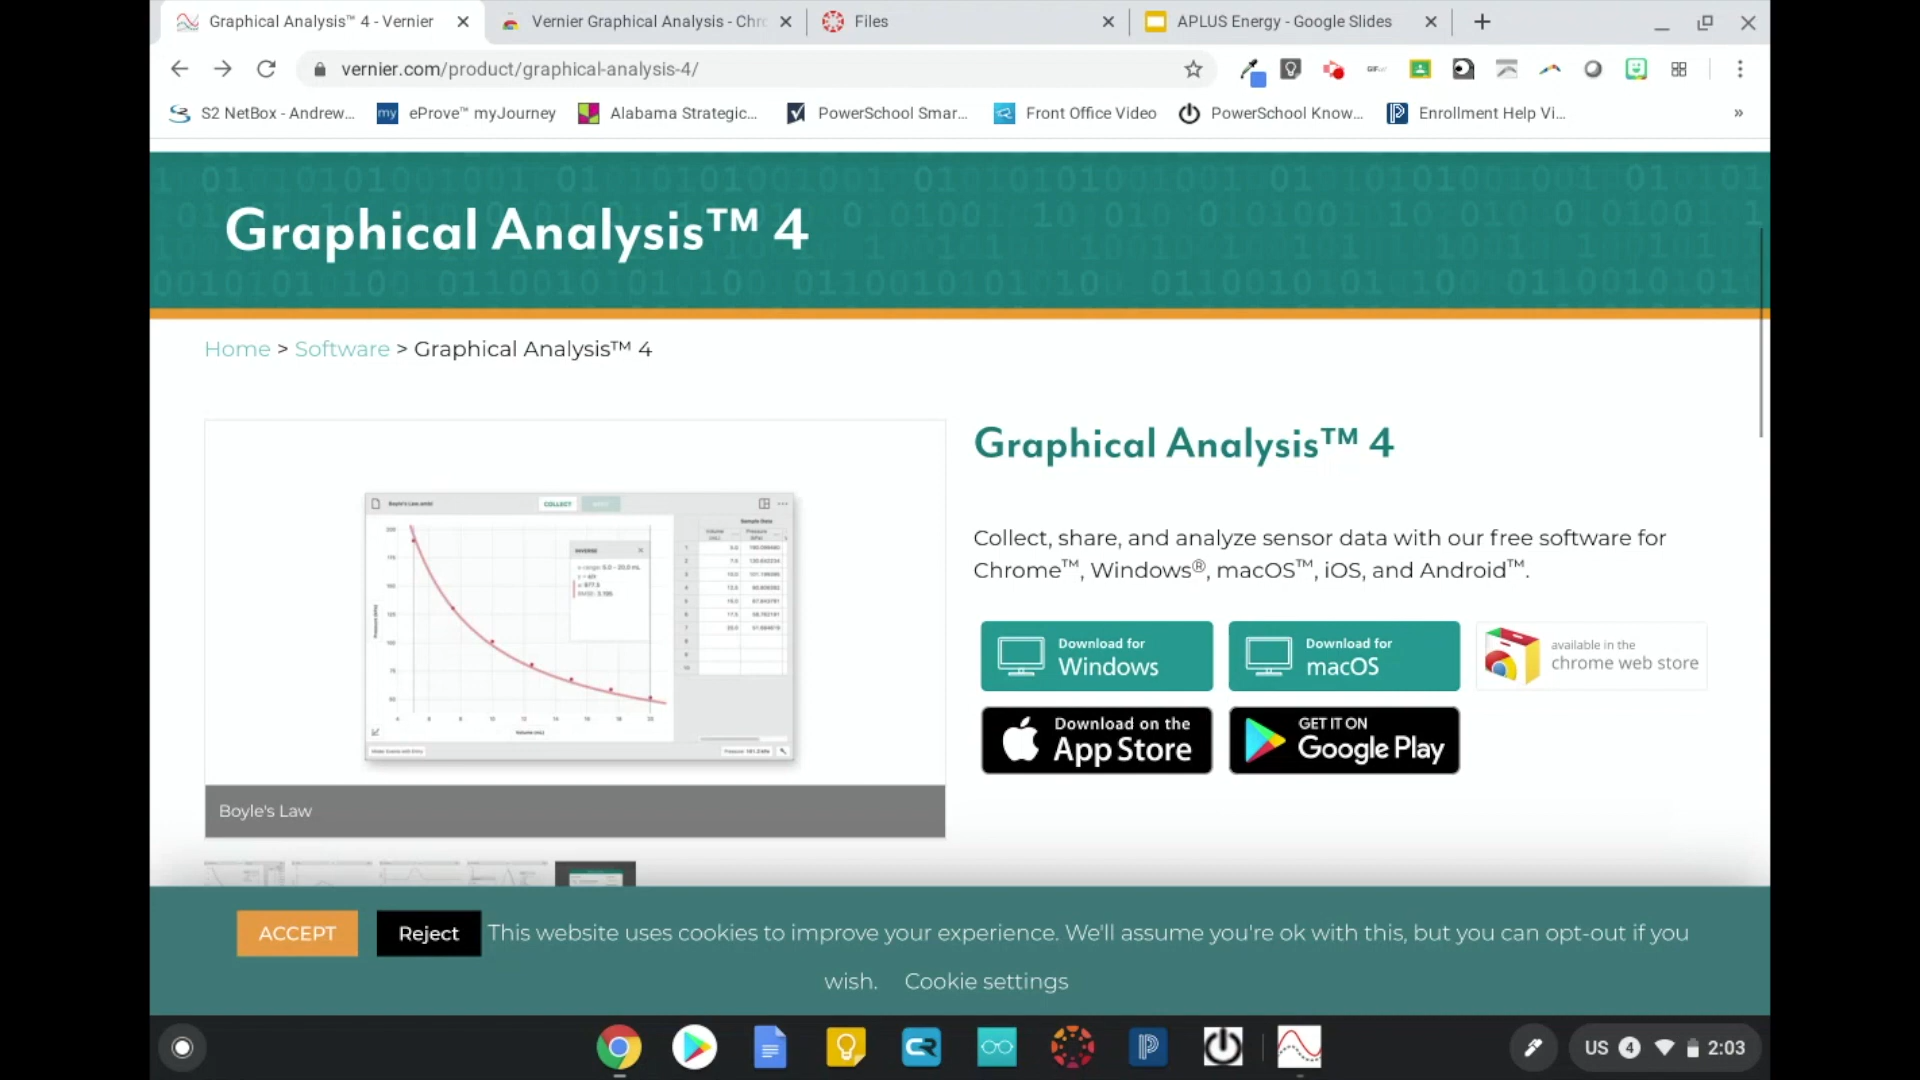 Graphical Analysis™ 4 - Vernier
Vernier Graphical Analysis - Chro
Files
APLUS Energy - Google Slides
vernier.com/product/graphical-analysis-4/
S2 NetBox - Andrew...
my
eProve™ myJourney
Alabama Strategic...
PowerSchool Smar...
Front Office Video
PowerSchool Know...
Enrollment Help Vi...
»
Graphical Analysis™ 4
Home > Software > Graphical Analysis™ 4
COLLECT
Graphical Analysis™ 4
Collect, share, and analyze sensor data with our free software for
Chrome™, Windows®, macOS™, iOS, and Android™.
Download for
Windows
Download for
macOS
available in the
chrome web store
Download on the
App Store
GET IT ON
Google Play
Volume (mL)
Boyle's Law
ACCEPT
Reject
This website uses cookies to improve your experience. We'll assume you're ok with this, but you can opt-out if you
wish. Cookie settings
US 4 2:03